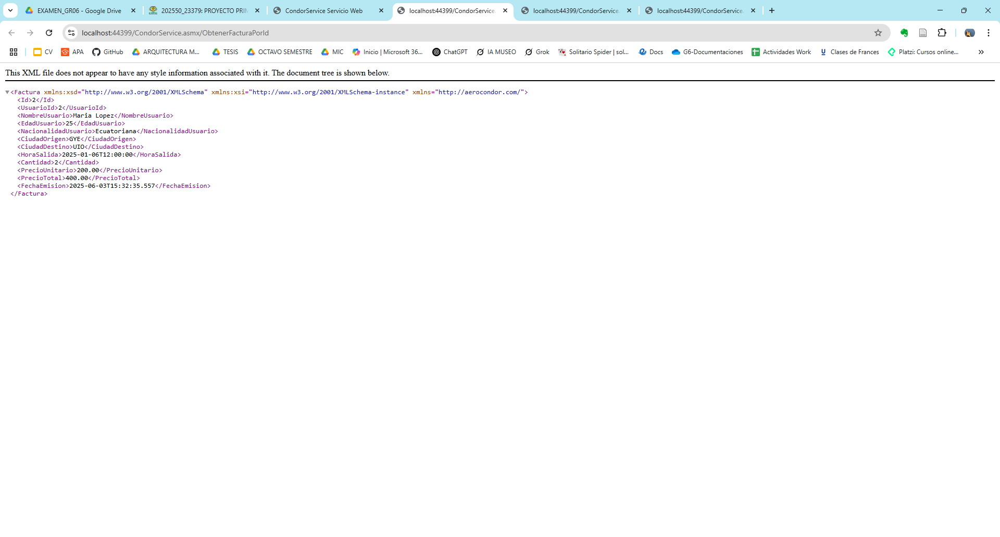 EXAMEN_GR06 - Google Drive
202550_23379: PROYECTO PRIM
CondorService Servicio Web
localhost:44399/CondorService.
localhost:44399/CondorService.
localhost:44399/CondorService.
localhost:44399/CondorService.asmx/ObtenerFacturaPorId
CV
APA
GitHub
ARQUITECTURA M...
TESIS
OCTAVO SEMESTRE
MIC
Inicio | Microsoft 36...
ChatGPT
IA MUSEO
Grok
Solitario Spider | sol...
Docs
G6-Documentaciones
Actividades Work
Clases de Frances
Platzi: Cursos online...
This XML file does not appear to have any style information associated with it. The document tree is shown below.
<Factura xmlns:xsd="http://www.w3.org/2001/XMLSchema" xmlns:xsi="http://www.w3.org/2001/XMLSchema-instance" xmlns="http://aerocondor.com/">
<Id>2</Id>
<UsuarioId>2</UsuarioId>
<NombreUsuario>Maria Lopez</NombreUsuario>
<EdadUsuario>25</EdadUsuario>
<NacionalidadUsuario>Ecuatoriana</NacionalidadUsuario>
<CiudadOrigen>GYE</CiudadOrigen>
<CiudadDestino>UIO</CiudadDestino>
<HoraSalida>2025-01-06T12:00:00</HoraSalida>
<Cantidad>2</Cantidad>
<PrecioUnitario>200.00</PrecioUnitario>
<PrecioTotal>400.00</PrecioTotal>
<FechaEmision>2025-06-03T15:32:35.557</FechaEmision>
</Factura>